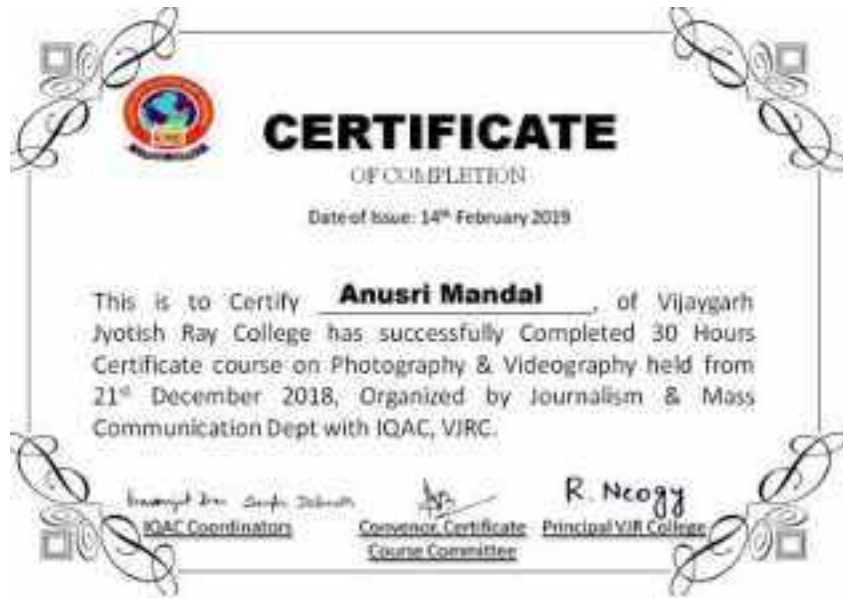 CERTIFICATE
OF COMPLETION
Date of Issue: 14th February 2019
This is to Certify Anusri Mandal, of Vijaygarh
Jyotish Ray College has successfully Completed 30 Hours
Certificate course on Photography & Videography held from
21st December 2018, Organized by Journalism & Mass
Communication Dept with IQAC, VJRC.
R. Neogy
IQAC Coordinators Convenor, Certificate Principal VJR College
Course Committee